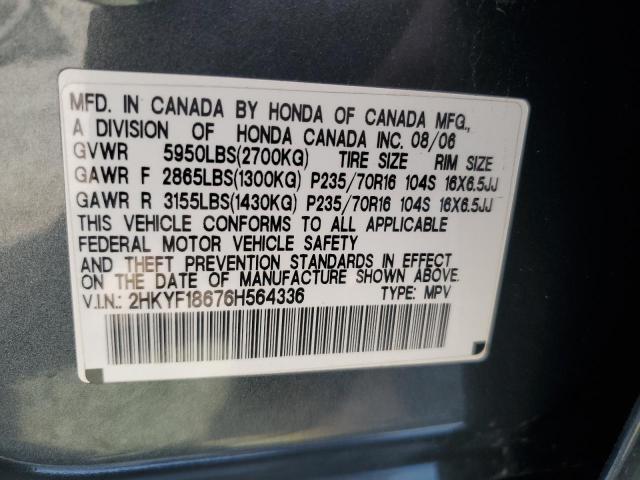 MFD. IN CANADA BY HONDA OF CANADA MFG.,
A DIVISION OF HONDA CANADA INC. 08/06
GVWR 5950LBS(2700KG) TIRE SIZE RIM SIZE
GAWR F 2865LBS(1300KG) P235/70R16 104S 16X6.5JJ
GAWR R 3155LBS(1430KG) P235/70R16 104S 16X6.5JJ
THIS VEHICLE CONFORMS TO ALL APPLICABLE
FEDERAL MOTOR VEHICLE SAFETY
AND THEFT PREVENTION STANDARDS IN EFFECT
ON THE DATE OF MANUFACTURE SHOWN ABOVE.
V.I.N.: 2HKYF18676H564336 TYPE: MPV